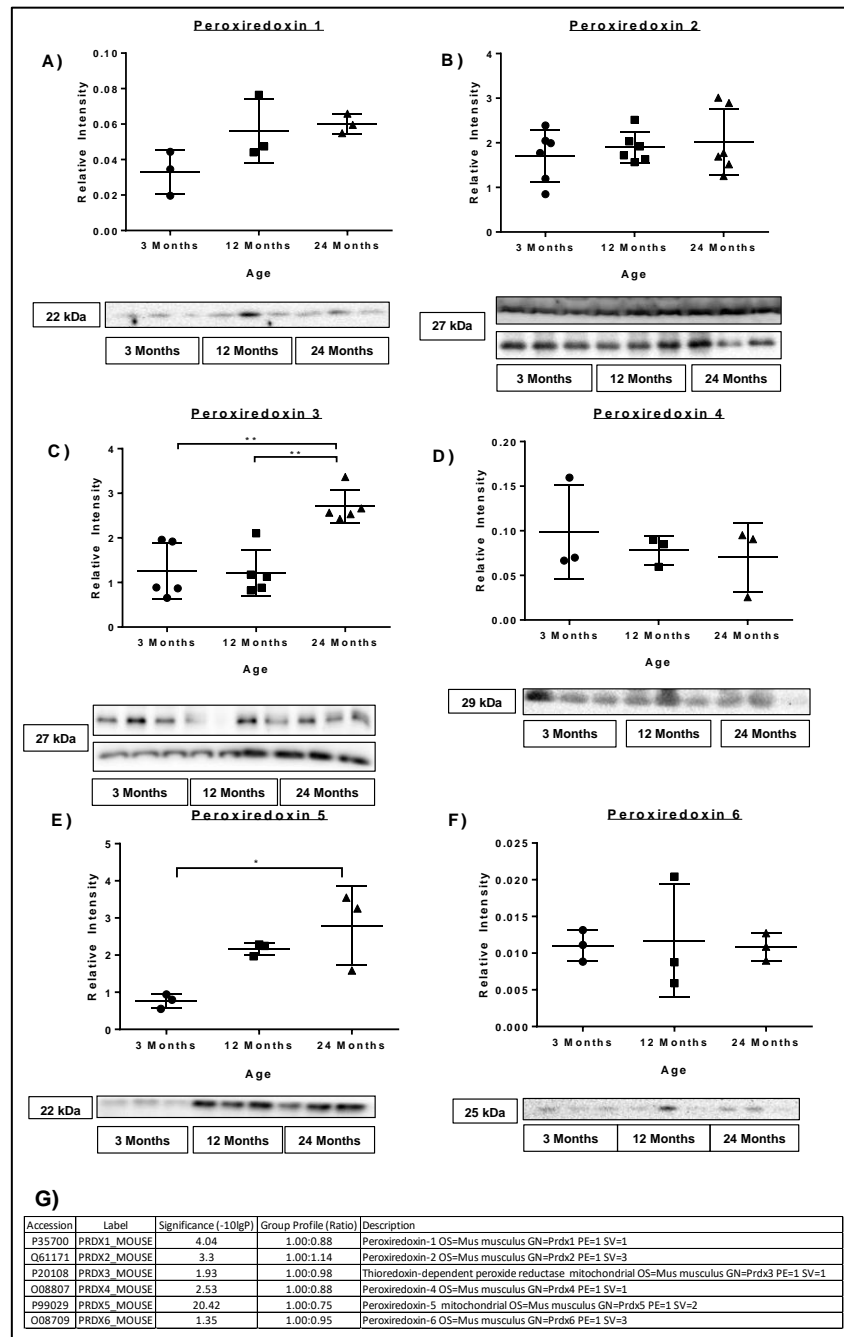 Peroxiredoxin 1
A)
Relative Intensity
0.10
0.08
0.06
0.04
0.02
0.00
3 Months 12 Months 24 Months
Age
22 kDa
3 Months 12 Months 24 Months
Peroxiredoxin 2
B)
Relative Intensity
4
3
2
1
0
3 Months 12 Months 24 Months
Age
27 kDa
3 Months 12 Months 24 Months
Peroxiredoxin 3
C)
** 
**
Relative Intensity
4
3
2
1
0
3 Months 12 Months 24 Months
Age
27 kDa
3 Months 12 Months 24 Months
Peroxiredoxin 4
D)
Relative Intensity
0.20
0.15
0.10
0.05
0.00
3 Months 12 Months 24 Months
Age
29 kDa
3 Months 12 Months 24 Months
Peroxiredoxin 5
E)
*
Relative Intensity
5
4
3
2
1
0
3 Months 12 Months 24 Months
Age
22 kDa
3 Months 12 Months 24 Months
Peroxiredoxin 6
F)
Relative Intensity
0.025
0.020
0.015
0.010
0.005
0.000
3 Months 12 Months 24 Months
Age
25 kDa
3 Months 12 Months 24 Months
G)
Accession Label Significance (-10lgP) Group Profile (Ratio) Description
P35700 PRDX1_MOUSE 4.04 1.00:0.88 Peroxiredoxin-1 OS=Mus musculus GN=Prdx1 PE=1 SV=1
Q61171 PRDX2_MOUSE 3.3 1.00:1.14 Peroxiredoxin-2 OS=Mus musculus GN=Prdx2 PE=1 SV=3
P20108 PRDX3_MOUSE 1.93 1.00:0.98 Thioredoxin-dependent peroxide reductase mitochondrial OS=Mus musculus GN=Prdx3 PE=1 SV=1
O08807 PRDX4_MOUSE 2.53 1.00:0.88 Peroxiredoxin-4 OS=Mus musculus GN=Prdx4 PE=1 SV=1
P99029 PRDX5_MOUSE 20.42 1.00:0.75 Peroxiredoxin-5 mitochondrial OS=Mus musculus GN=Prdx5 PE=1 SV=2
O08709 PRDX6_MOUSE 1.35 1.00:0.95 Peroxiredoxin-6 OS=Mus musculus GN=Prdx6 PE=1 SV=3